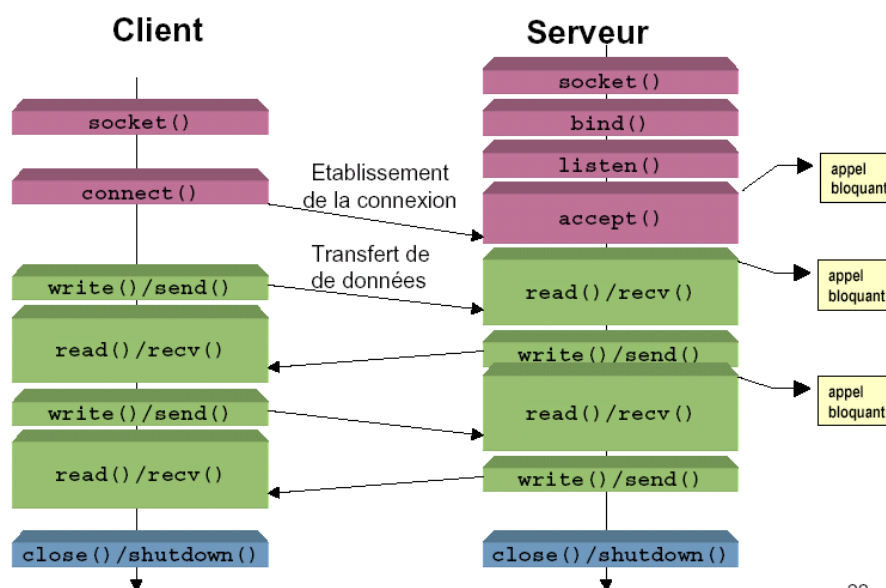 Client
Serveur
socket()
bind()
listen()
accept()
appel
bloquant
socket()
connect()
Etablissement
de la connexion
Transfert de
de données
write()/send()
read()/recv()
write()/send()
read()/recv()
close()/shutdown()
read()/recv()
appel
bloquant
write()/send()
read()/recv()
appel
bloquant
write()/send()
close()/shutdown()